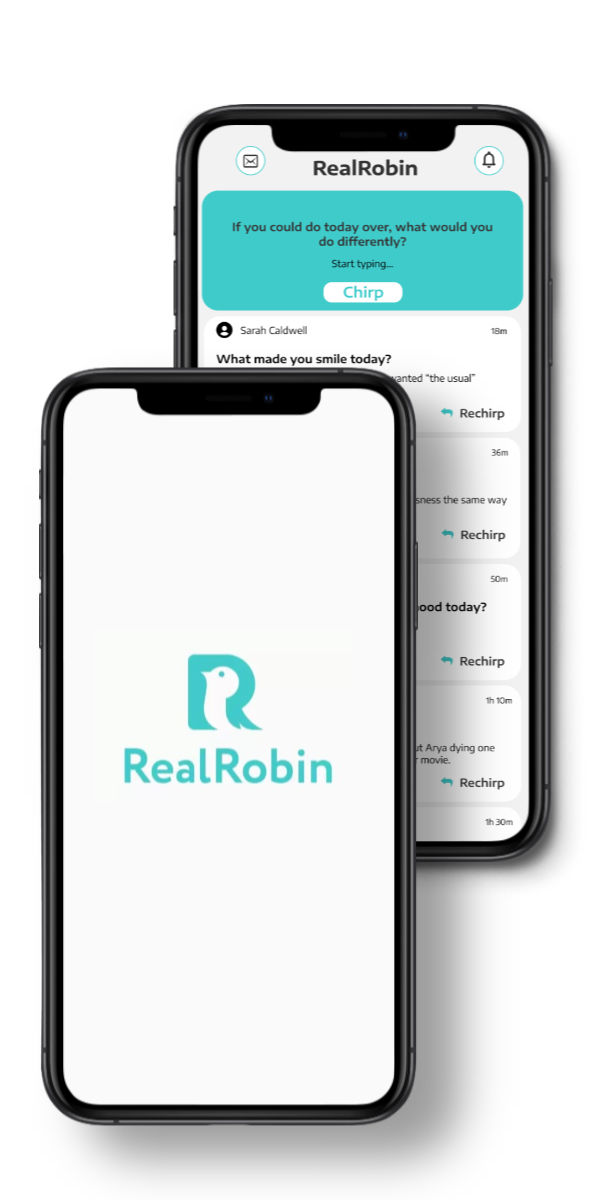 RealRobin
If you could do today over, what would you
do differently?
Start typing...
Chirp
Sarah Caldwell
18m
What made you smile today?
wanted “the usual”
Rechirp
36m
the same way
Rechirp
50m
today?
Rechirp
1h 10m
Arya dying one
movie.
Rechirp
1h 30m
RealRobin